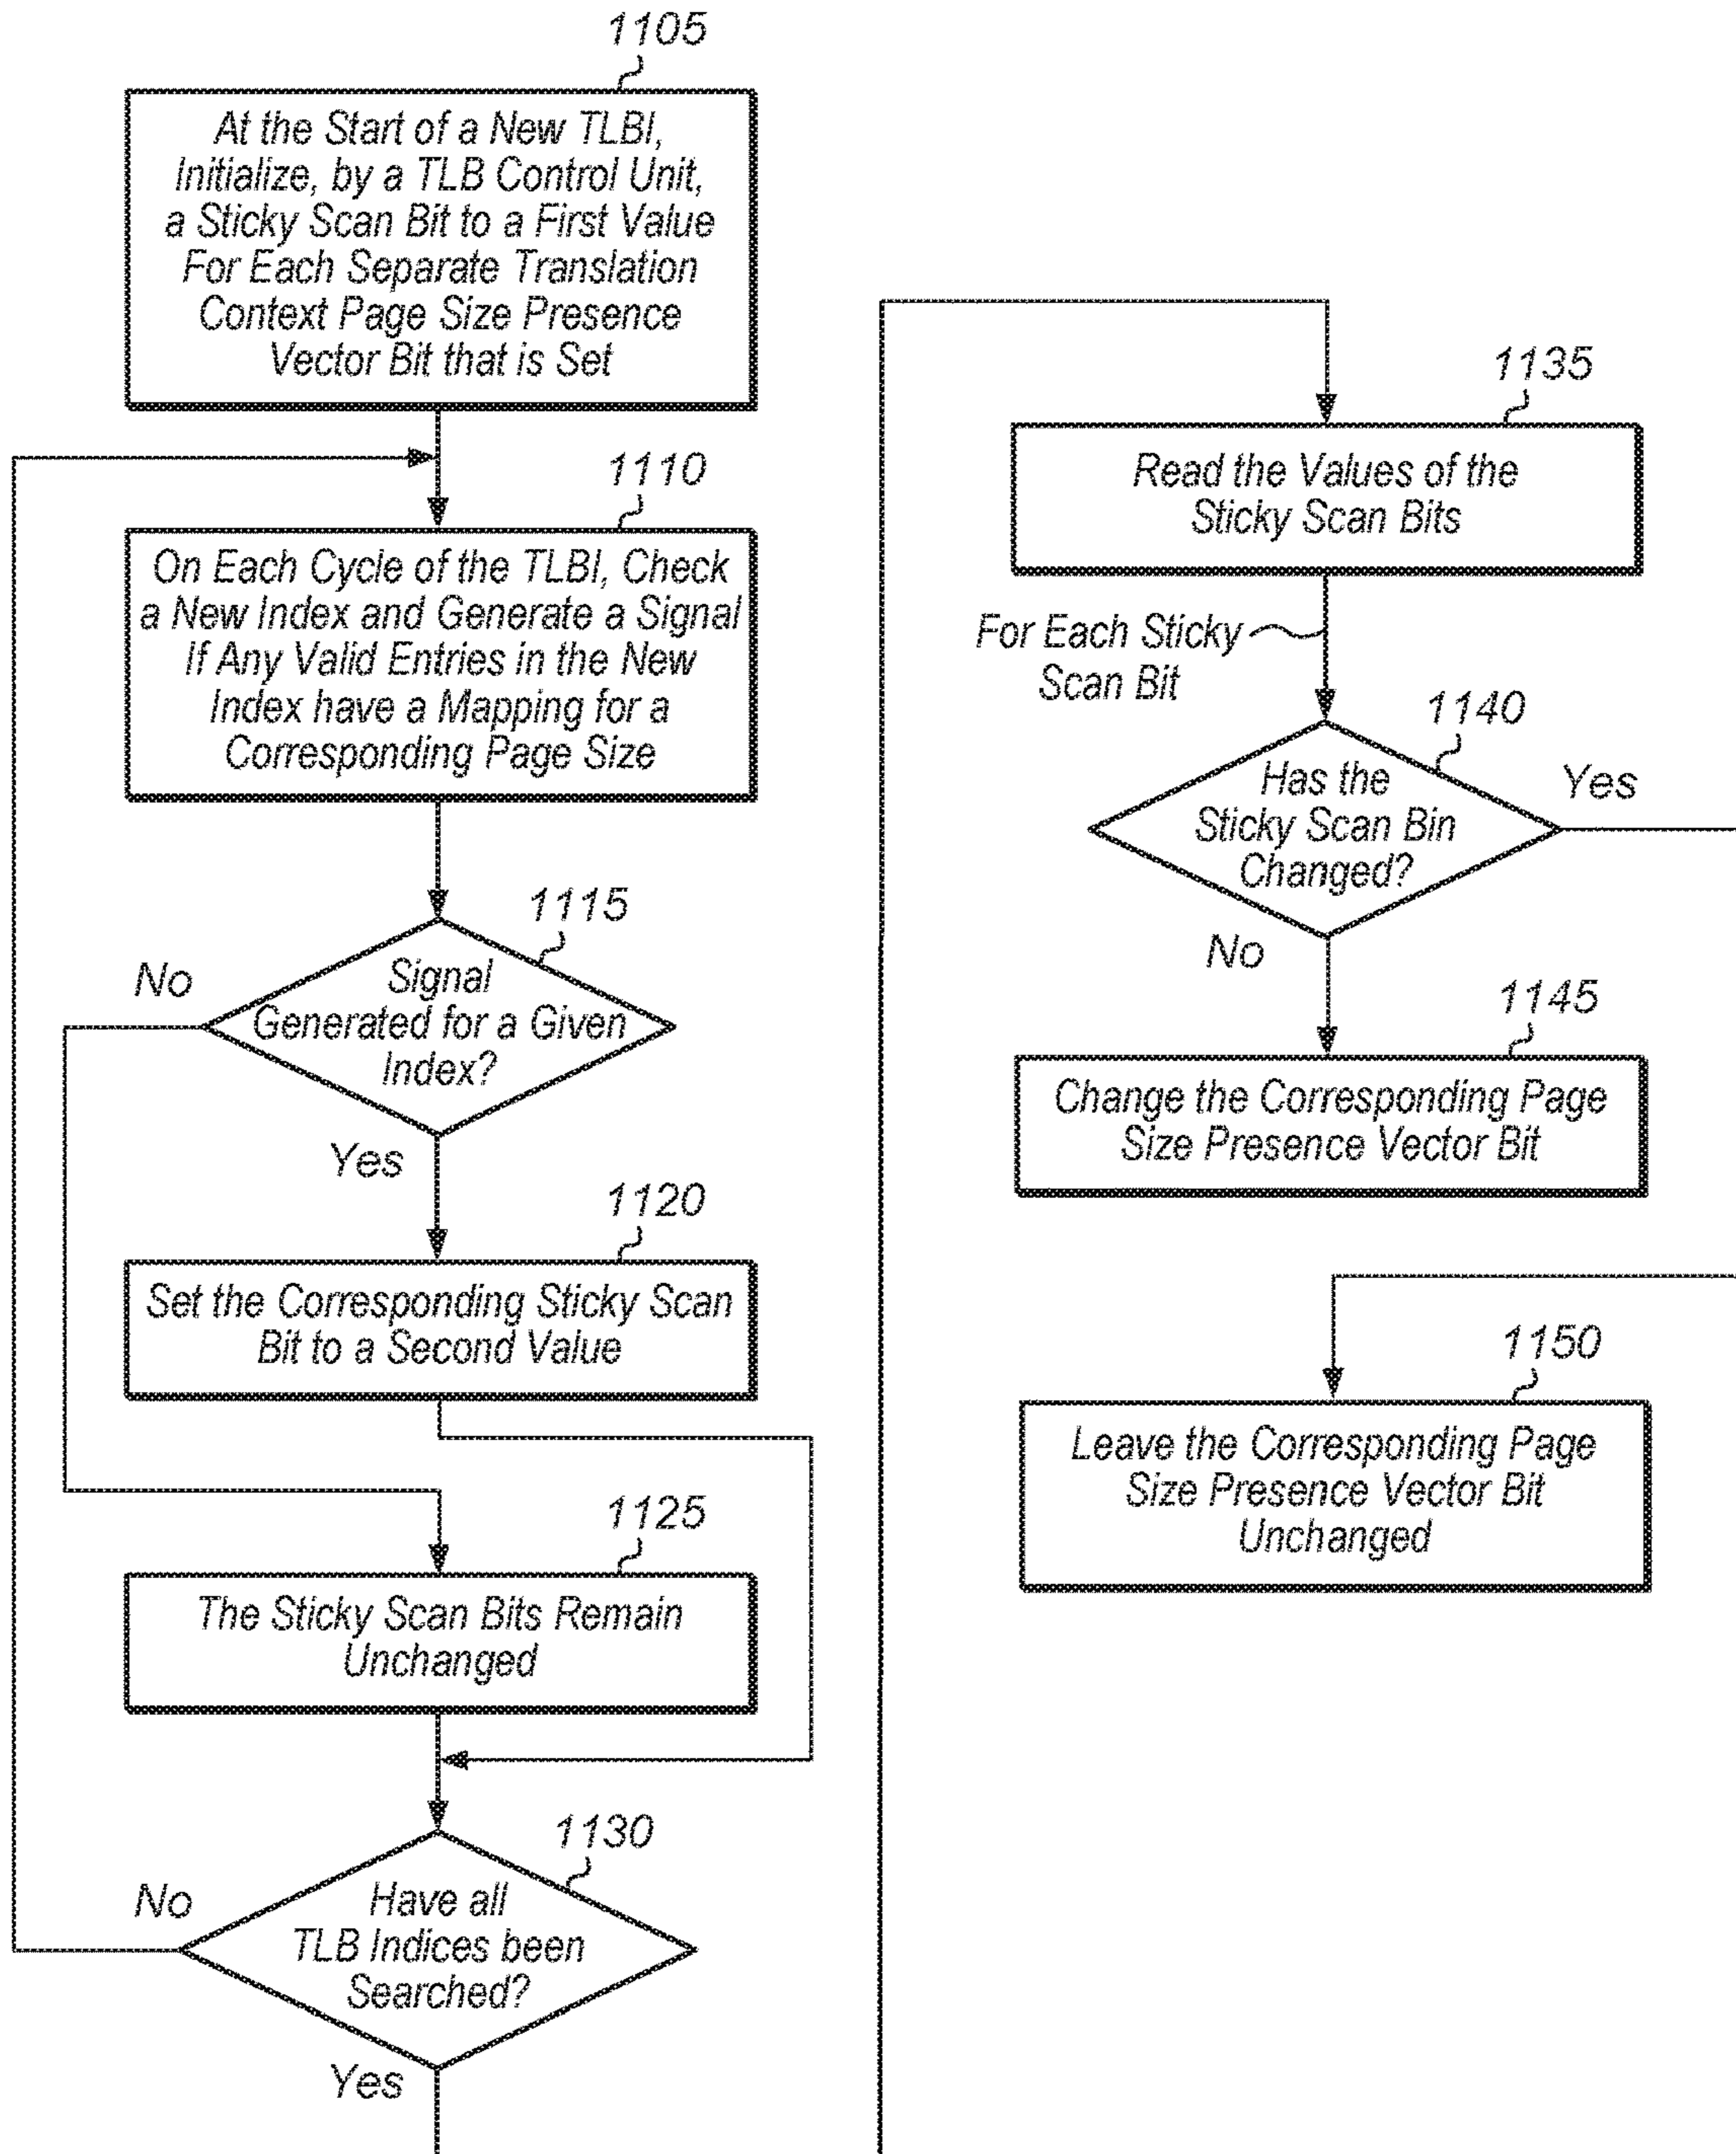 1105
At the Start of a New TLBI,
Initialize, by a TLB Control Unit,
a Sticky Scan Bit to a First Value
For Each Separate Translation
Context Page Size Presence
Vector Bit that is Set
1110
On Each Cycle of the TLBI, Check
a New Index and Generate a Signal
If Any Valid Entries in the New
Index have a Mapping for a
Corresponding Page Size
1115
No
Signal
Generated for a Given
Index?
Yes
1120
Set the Corresponding Sticky Scan
Bit to a Second Value
1125
The Sticky Scan Bits Remain
Unchanged
1130
No
Have all
TLB Indices been
Searched?
Yes
1135
Read the Values of the
Sticky Scan Bits
For Each Sticky
Scan Bit
1140
Has the
Sticky Scan Bin
Changed?
Yes
No
1145
Change the Corresponding Page
Size Presence Vector Bit
1150
Leave the Corresponding Page
Size Presence Vector Bit
Unchanged